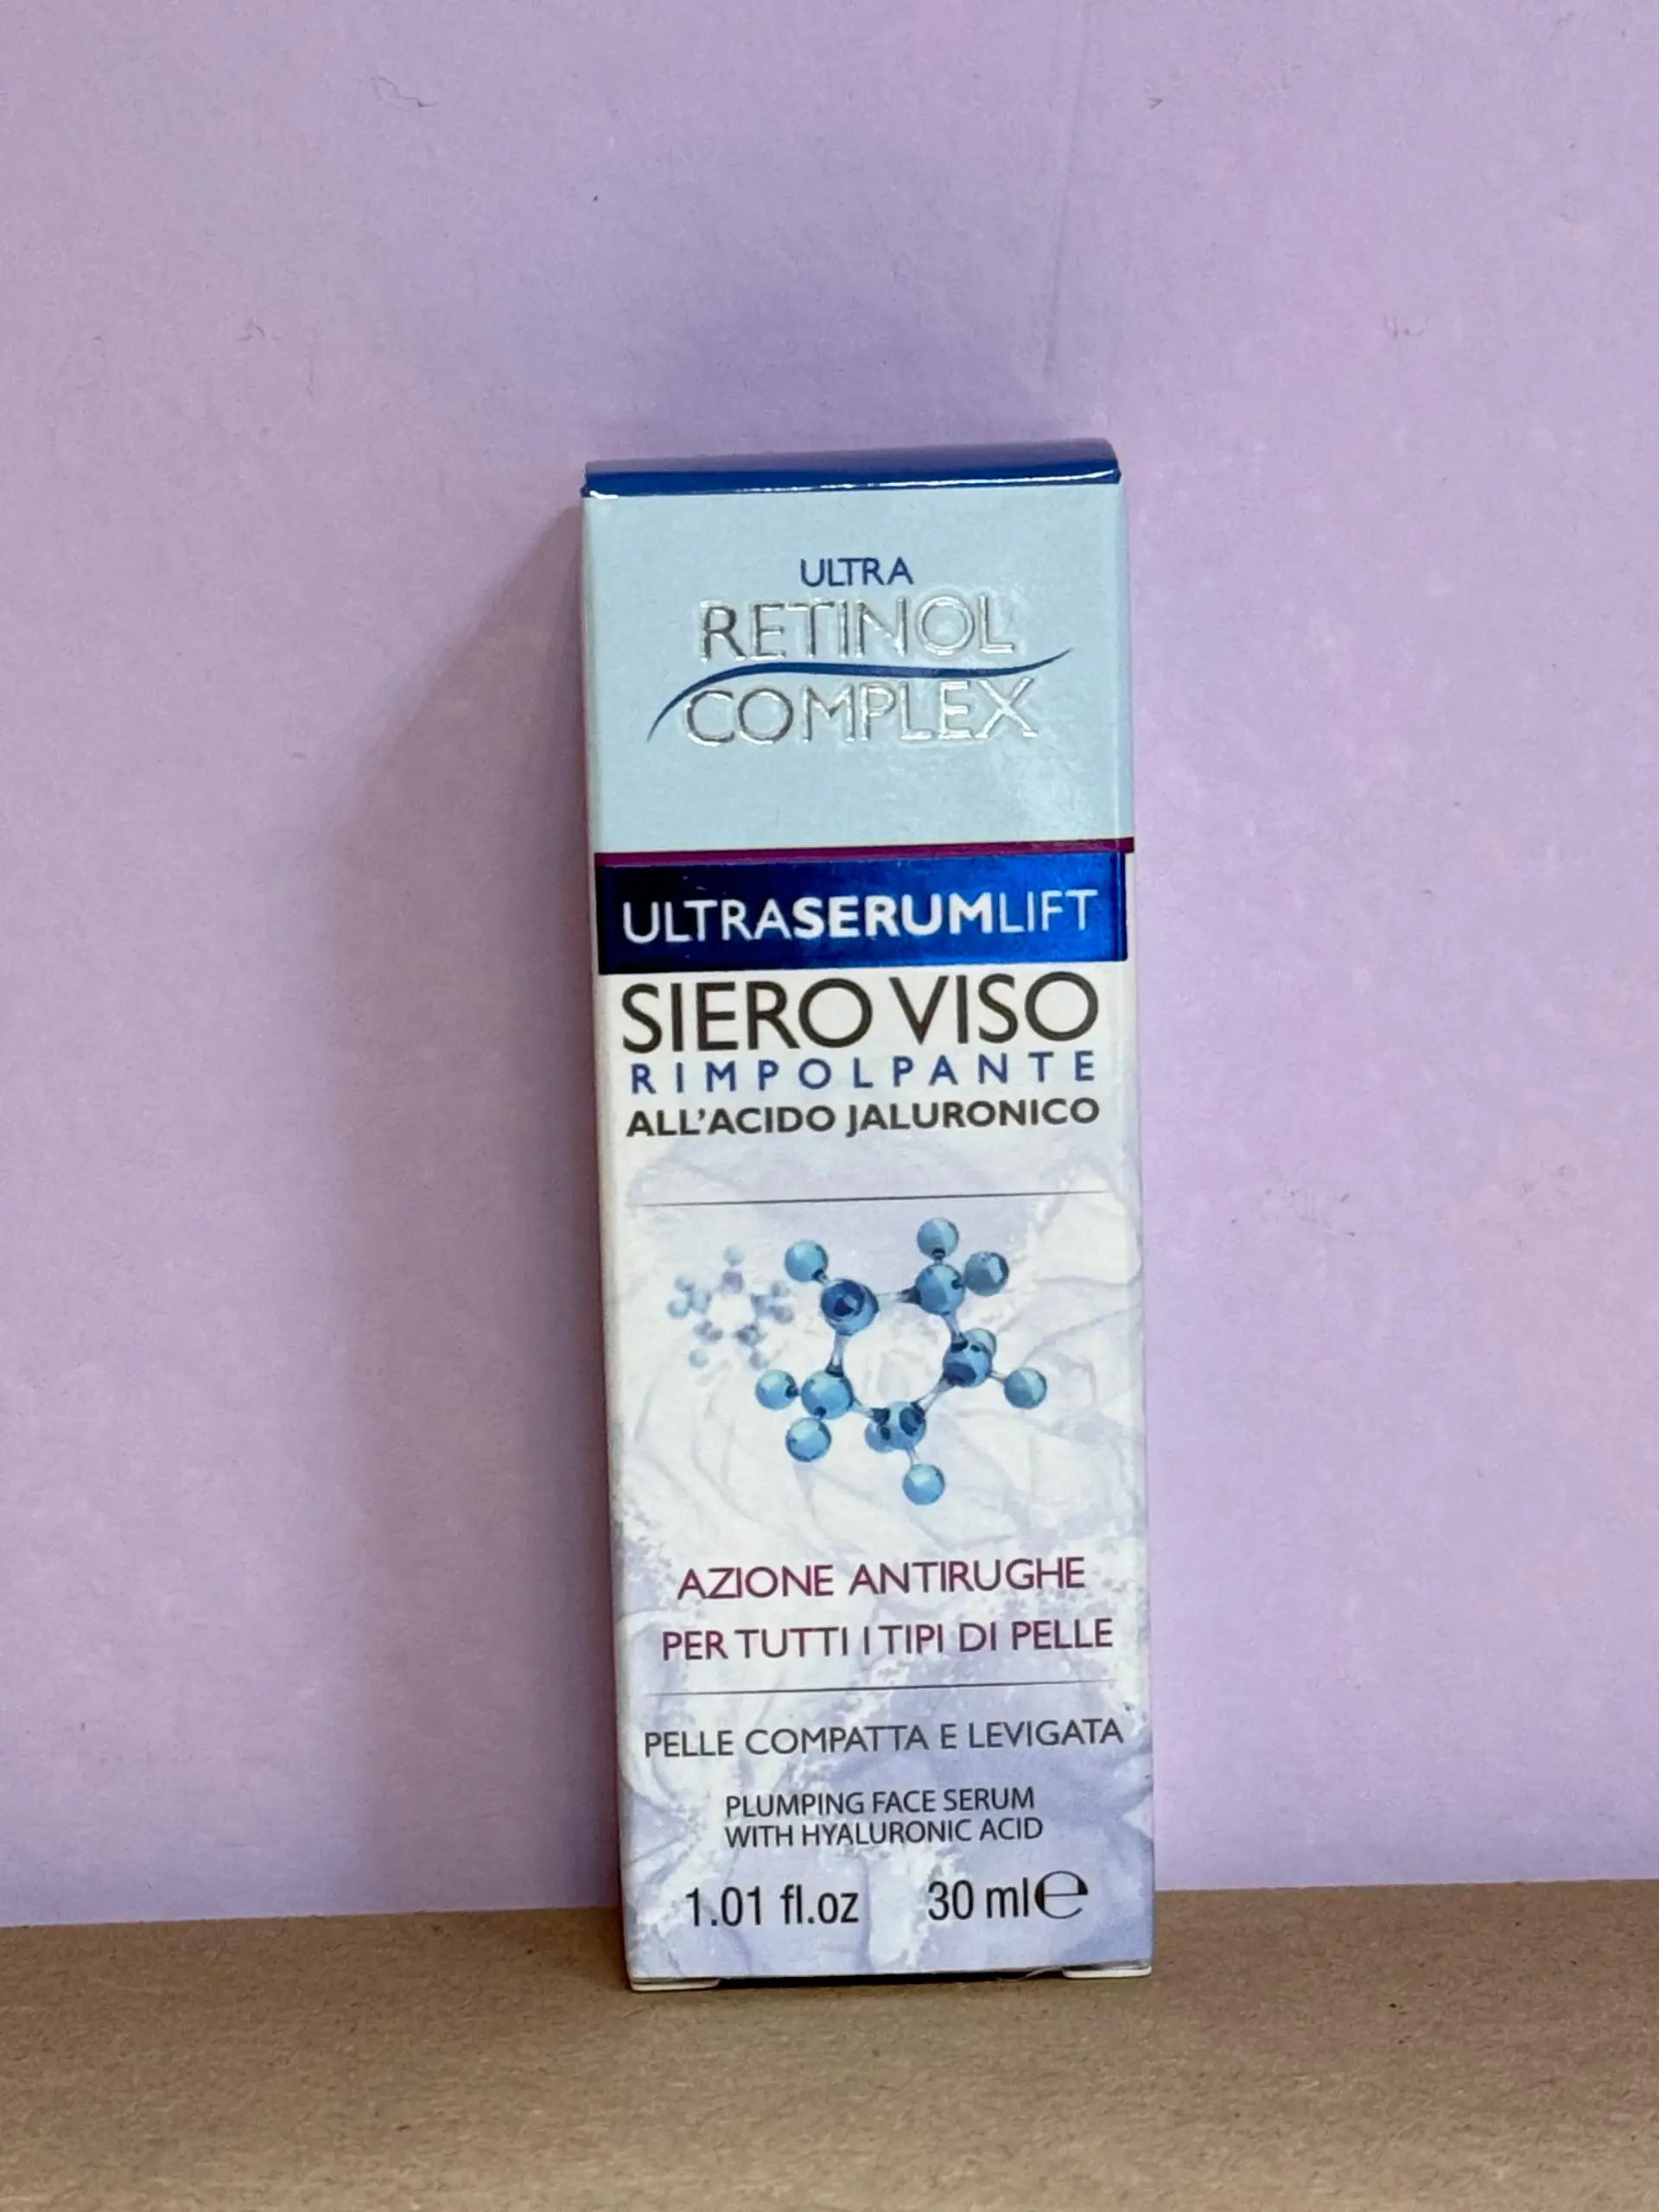 ULTRA
RETINOL
COMPLEX
ULTRASERUMLIFT
SIERO VISO
RIMPOLPANTE
ALL'ACIDO JALURONICO
AZIONE ANTIRUGHE
PER TUTTI I TIPI DI PELLE
PELLE COMPATTA E LEVIGATA
PLUMPING FACE SERUM
WITH HYALURONIC ACID
1.01 fl.oz 30 ml ℮